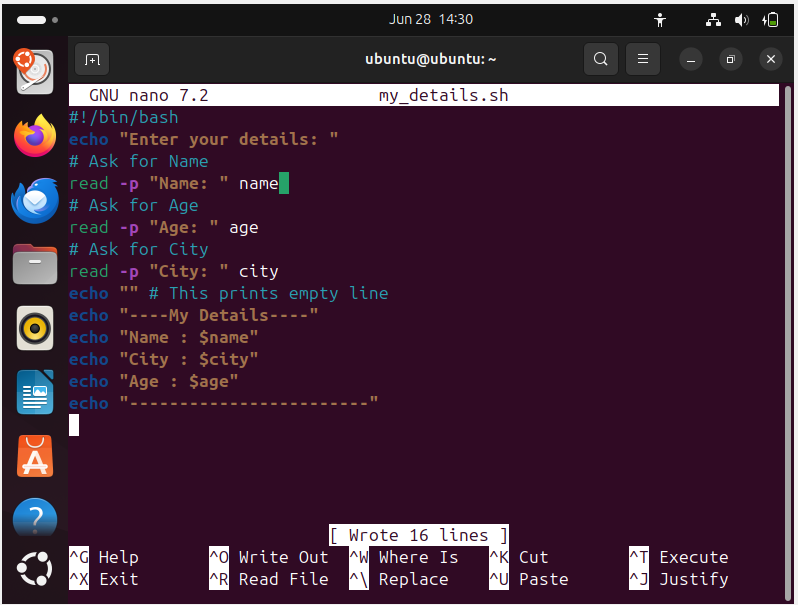 Jun 28 14:30
ubuntu@ubuntu: ~
GNU nano 7.2 my_details.sh
#!/bin/bash
echo "Enter your details: "
# Ask for Name
read -p "Name: " name
# Ask for Age
read -p "Age: " age
# Ask for City
read -p "City: " city
echo "" # This prints empty line
echo "----My Details----"
echo "Name : $name"
echo "City : $city"
echo "Age : $age"
echo "------------------------"
[ Wrote 16 lines ]
^G Help ^O Write Out ^W Where Is ^K Cut ^T Execute
^X Exit ^R Read File ^\ Replace ^U Paste ^J Justify